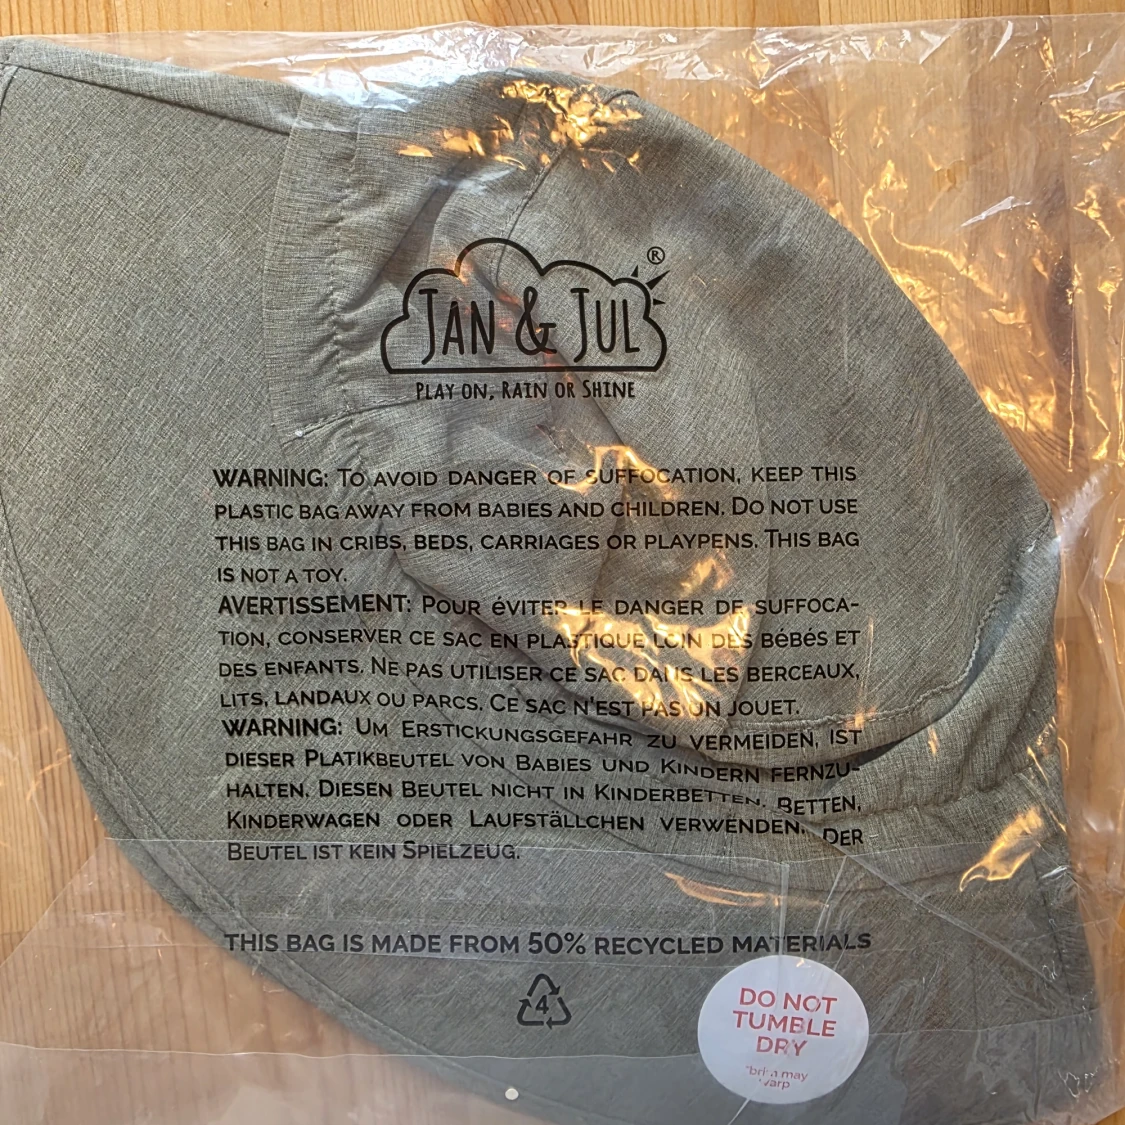 JAN & JUL ®
PLAY ON, RAIN OR SHINE
WARNING: TO AVOID DANGER OF SUFFOCATION, KEEP THIS
PLASTIC BAG AWAY FROM BABIES AND CHILDREN. DO NOT USE
THIS BAG IN CRIBS, BEDS, CARRIAGES OR PLAYPENS. THIS BAG
IS NOT A TOY.
AVERTISSEMENT: POUR éVITER LE DANGER DE SUFFOCA-
TION, CONSERVER CE SAC EN PLASTIQUE LOIN DES BéBéS ET
DES ENFANTS. NE PAS UTILISER CE SAC DANS LES BERCEAUX,
LITS, LANDAUX OU PARCS. CE SAC N'EST PAS UN JOUET.
WARNING: UM ERSTICKUNGSGEFAHR ZU VERMEIDEN, IST
DIESER PLATIKBEUTEL VON BABIES UND KINDERN FERNZU-
HALTEN. DIESEN BEUTEL NICHT IN KINDERBETTEN, BETTEN,
KINDERWAGEN ODER LAUFSTäLLCHEN VERWENDEN. DER
BEUTEL IST KEIN SPIELZEUG.
THIS BAG IS MADE FROM 50% RECYCLED MATERIALS
4
DO NOT
TUMBLE
DRY
*brim may
warp